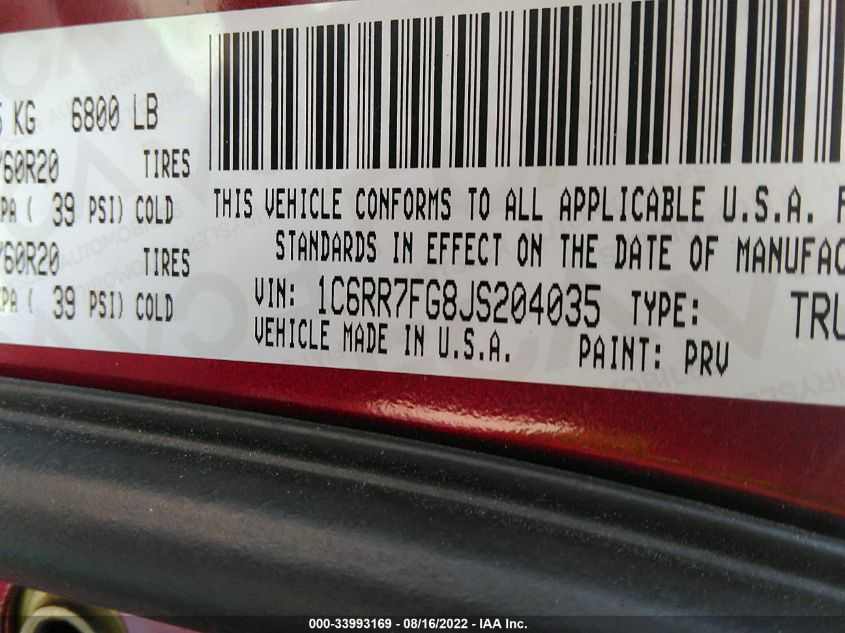 KG 6800 LB
60R20 TIRES
PA ( 39 PSI) COLD
60R20 TIRES
PA ( 39 PSI) COLD
THIS VEHICLE CONFORMS TO ALL APPLICABLE U.S.A. F
STANDARDS IN EFFECT ON THE DATE OF MANUFAC
VIN: 1C6RR7FG8JS204035 TYPE: TRU
VEHICLE MADE IN U.S.A. PAINT: PRV
000-33993169 - 08/16/2022 - IAA Inc.